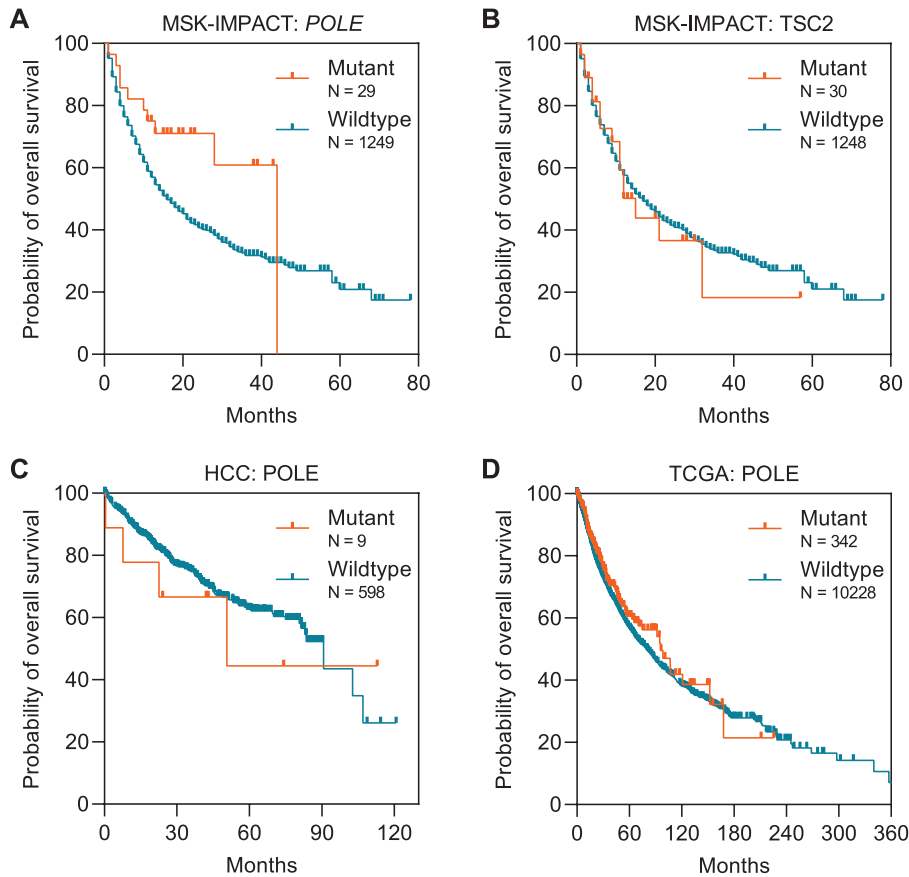 A
MSK-IMPACT: POLE
Probability of overall survival
100
80
60
40
20
0
0 20 40 60 80
Months
Mutant
N = 29
Wildtype
N = 1249
B
MSK-IMPACT: TSC2
Probability of overall survival
100
80
60
40
20
0
0 20 40 60 80
Months
Mutant
N = 30
Wildtype
N = 1248
C
HCC: POLE
Probability of overall survival
100
80
60
40
20
0
0 30 60 90 120
Months
Mutant
N = 9
Wildtype
N = 598
D
TCGA: POLE
Probability of overall survival
100
80
60
40
20
0
0 60 120 180 240 300 360
Months
Mutant
N = 342
Wildtype
N = 10228